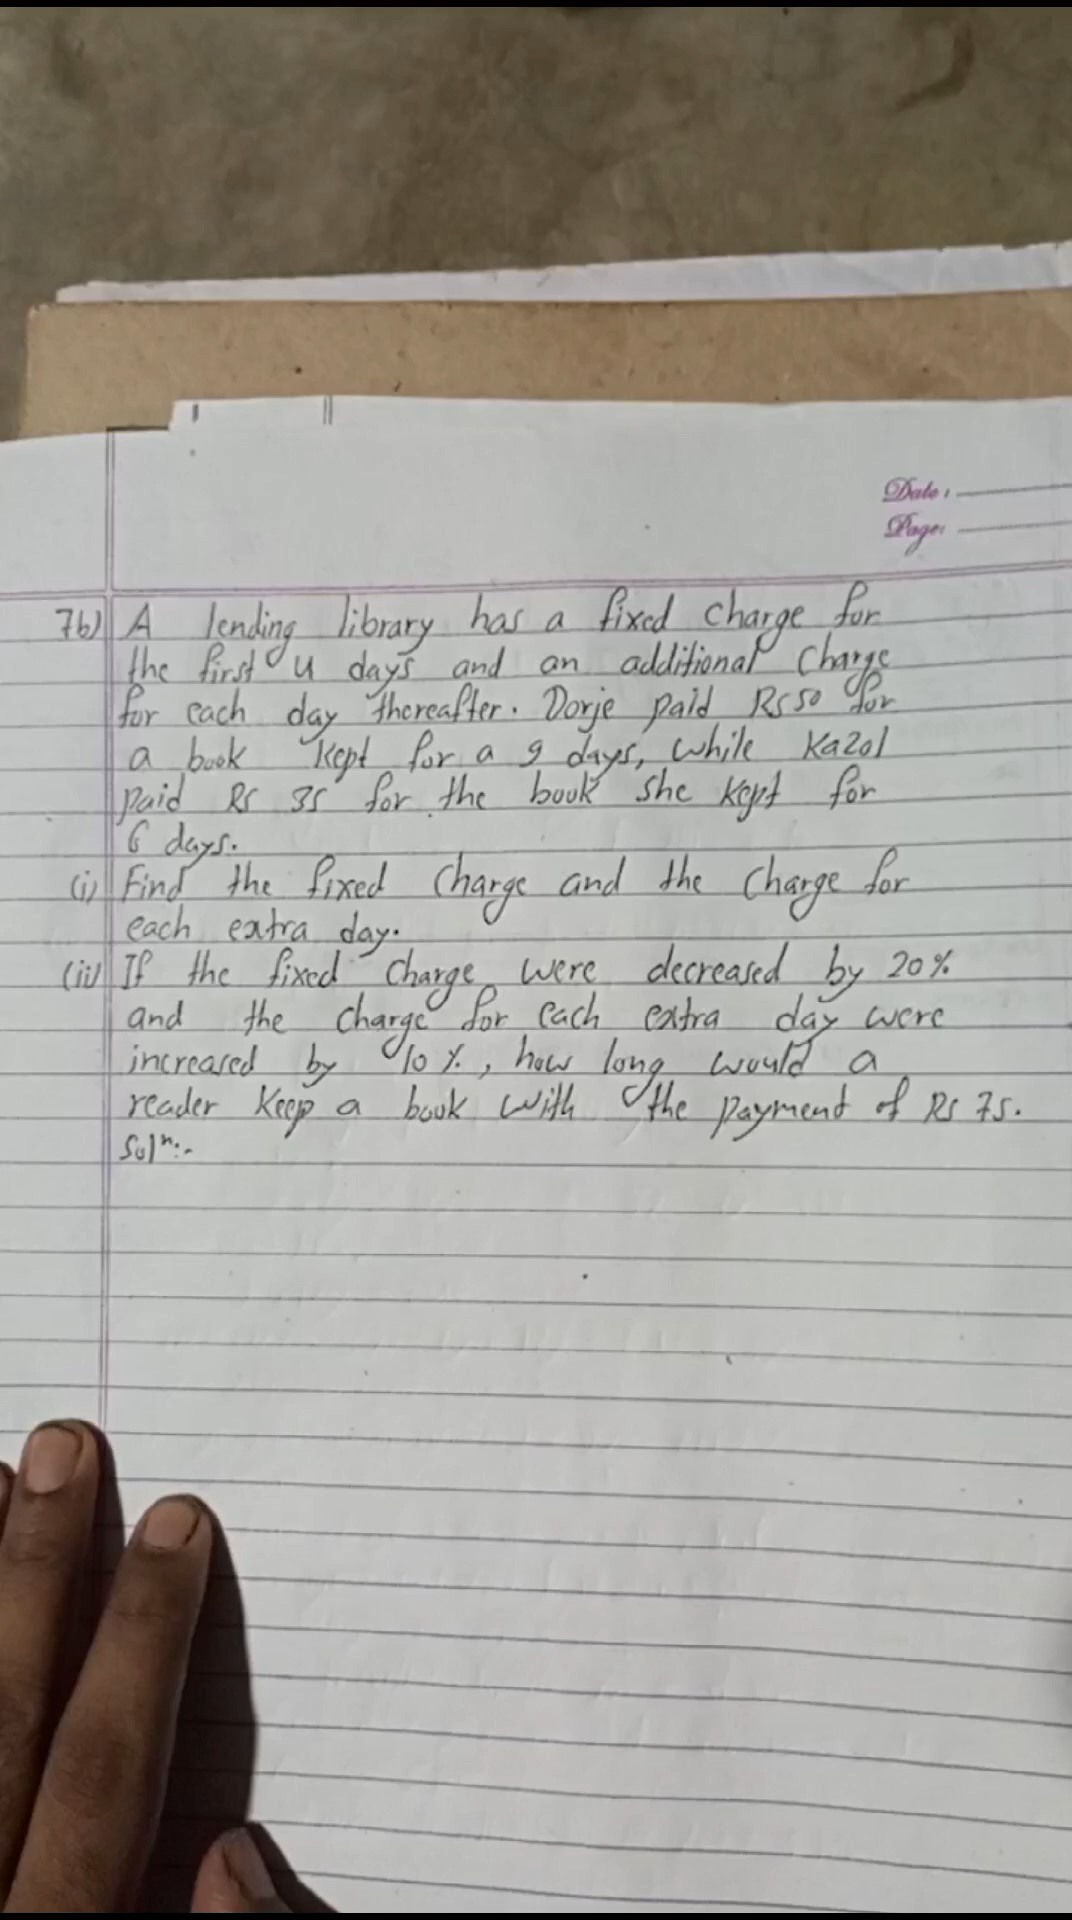 Date:
Page:
7b) A lending library has a fixed charge for
the first 4 days and an additional charge
for each day thereafter. Dorje paid Rs 50 for
a book kept for a 9 days, while Kazol
paid Rs 35 for the book she kept for
6 days.
(i) Find the fixed charge and the charge for
each extra day.
(ii) If the fixed charge were decreased by 20%
and the charge for each extra day were
increased by 10%, how long would a
reader keep a book with the payment of Rs 75.
Solⁿ:-